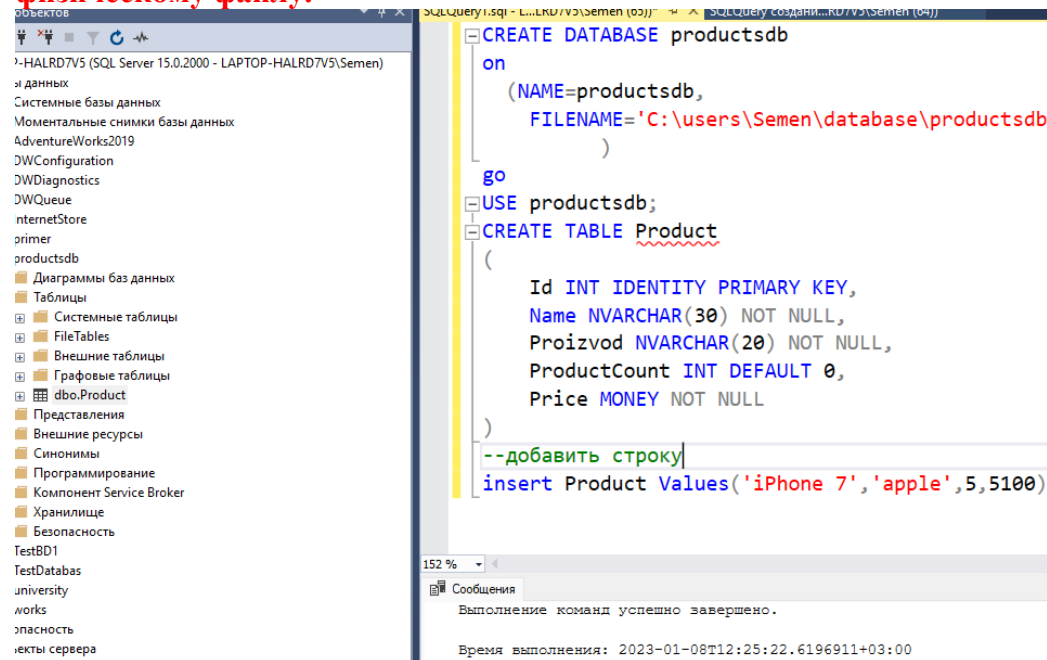 физическому файлу.
объектов
SQLQuery1.sql - L...LRD7V5\Semen (65))*
SQLQuery создани...RD7V5\Semen (64))
P-HALRD7V5 (SQL Server 15.0.2000 - LAPTOP-HALRD7V5\Semen)
ы данных
Системные базы данных
Моментальные снимки базы данных
AdventureWorks2019
DWConfiguration
DWDiagnostics
DWQueue
nternetStore
primer
productsdb
Диаграммы баз данных
Таблицы
Системные таблицы
FileTables
Внешние таблицы
Графовые таблицы
dbo.Product
Представления
Внешние ресурсы
Синонимы
Программирование
Компонент Service Broker
Хранилище
Безопасность
TestBD1
TestDatabas
university
works
опасность
ъекты сервера
CREATE DATABASE productsdb
on
(NAME=productsdb,
FILENAME='C:\users\Semen\database\productsdb
)
go
USE productsdb;
CREATE TABLE Product
(
Id INT IDENTITY PRIMARY KEY,
Name NVARCHAR(30) NOT NULL,
Proizvod NVARCHAR(20) NOT NULL,
ProductCount INT DEFAULT 0,
Price MONEY NOT NULL
)
--добавить строку
insert Product Values('iPhone 7','apple',5,5100)
152 %
Сообщения
Выполнение команд успешно завершено.
Время выполнения: 2023-01-08T12:25:22.6196911+03:00